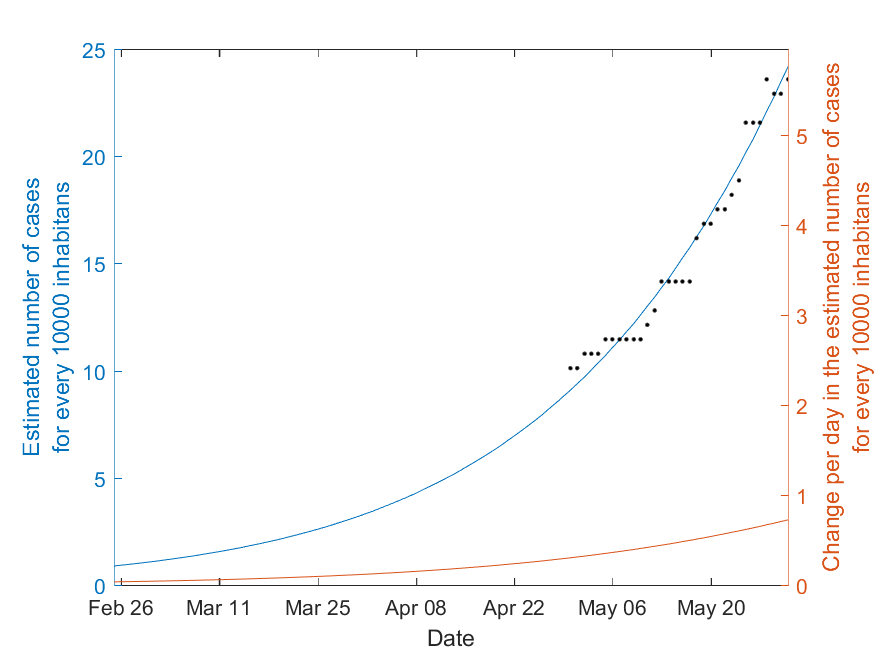 Estimated number of cases
for every 10000 inhabitans
25
20
15
10
5
0
Feb 26 Mar 11 Mar 25 Apr 08 Apr 22 May 06 May 20
Date
5
4
3
2
1
0
Change per day in the estimated number of cases
for every 10000 inhabitans